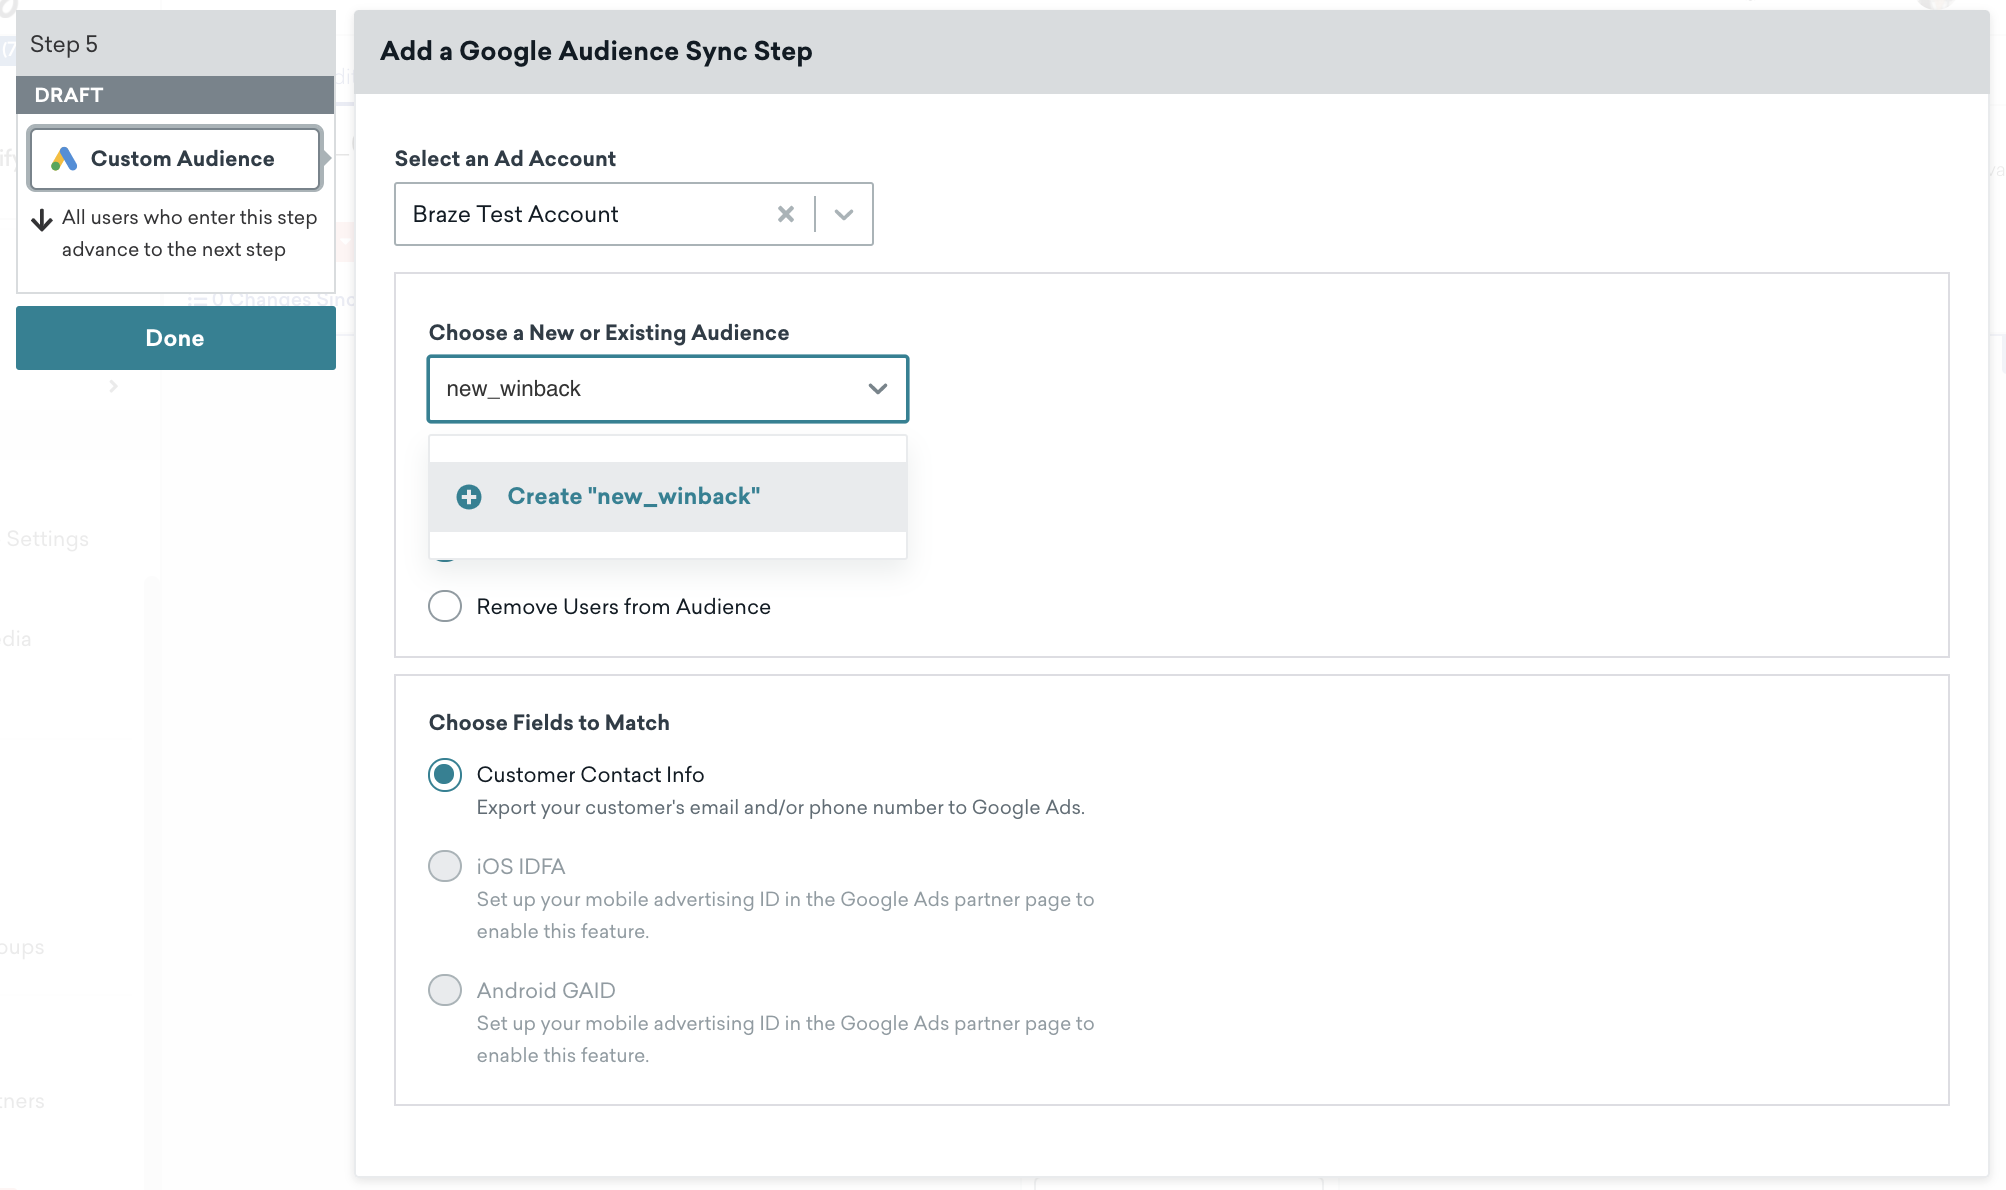 Step 5
DRAFT
Custom Audience
All users who enter this step
advance to the next step
0 Changes Sinc
Done
Settings
dia
oups
tners
Add a Google Audience Sync Step
Select an Ad Account
Braze Test Account
Choose a New or Existing Audience
new_winback
Create "new_winback"
Remove Users from Audience
Choose Fields to Match
Customer Contact Info
Export your customer's email and/or phone number to Google Ads.
iOS IDFA
Set up your mobile advertising ID in the Google Ads partner page to
enable this feature.
Android GAID
Set up your mobile advertising ID in the Google Ads partner page to
enable this feature.